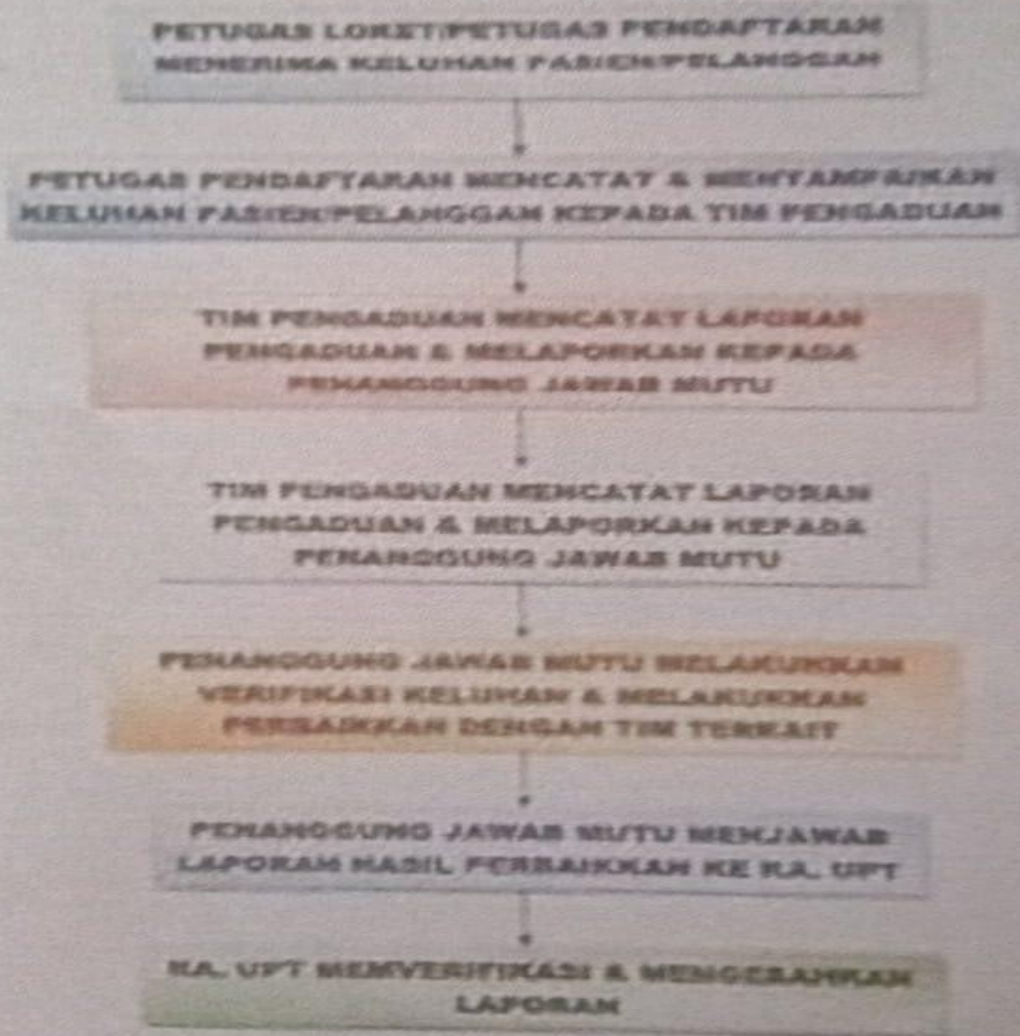 PETUGAS LOKET/PETUGAS PENDAFTARAN
MENERIMA KELUHAN PASIEN/PELANGGAN
PETUGAS PENDAFTARAN MENCATAT & MENYAMPAIKAN
KELUHAN PASIEN/PELANGGAN KEPADA TIM PENGADUAN
TIM PENGADUAN MENCATAT LAPORAN
PENGADUAN & MELAPORKAN KEPADA
PENANGGUNG JAWAB MUTU
TIM PENGADUAN MENCATAT LAPORAN
PENGADUAN & MELAPORKAN KEPADA
PENANGGUNG JAWAB MUTU
PENANGGUNG JAWAB MUTU MELAKUKKAN
VERIFIKASI KELUHAN & MELAKUKKAN
PERBAIKKAN DENGAN TIM TERKAIT
PENANGGUNG JAWAB MUTU MENJAWAB
LAPORAN HASIL PERBAIKKAN KE KA. UPT
KA. UPT MEMVERIFIKASI & MENGESAHKAN
LAPORAN